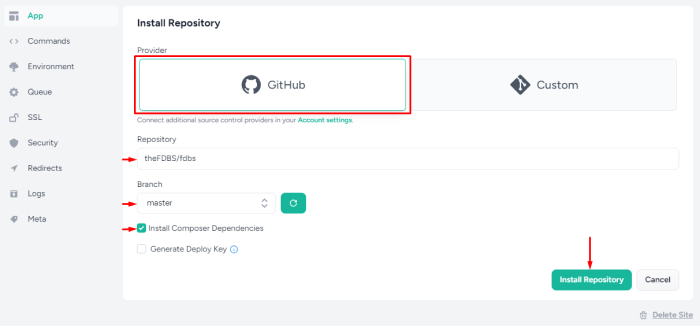 App
Commands
Environment
Queue
SSL
Security
Redirects
Logs
Meta
Install Repository
Provider
GitHub
Custom
Connect additional source control providers in your Account settings.
Repository
theFDBS/fdbs
Branch
master
Install Composer Dependencies
Generate Deploy Key
Install Repository
Cancel
Delete Site